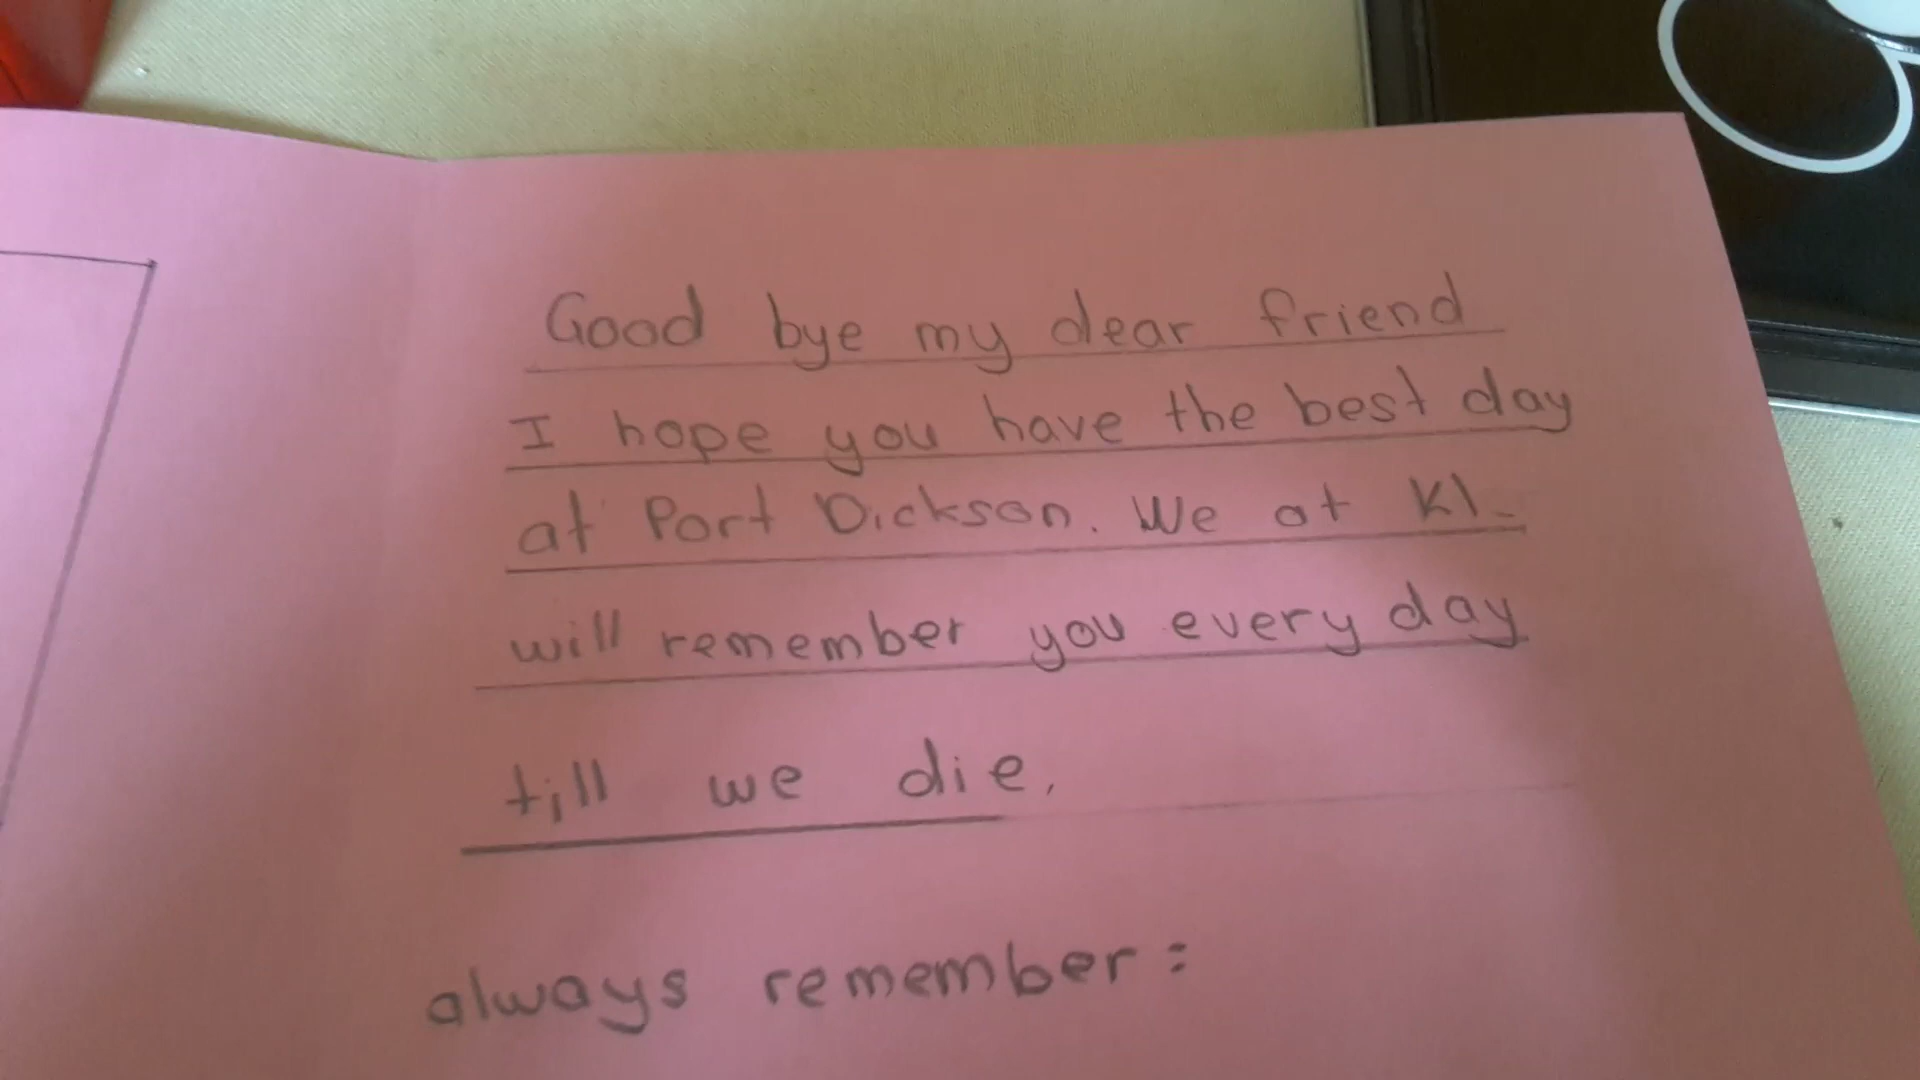 Good bye my dear friend
I hope you have the best day
at Port Dickson. We at KL
will remember you every day
till we die.
always remember: